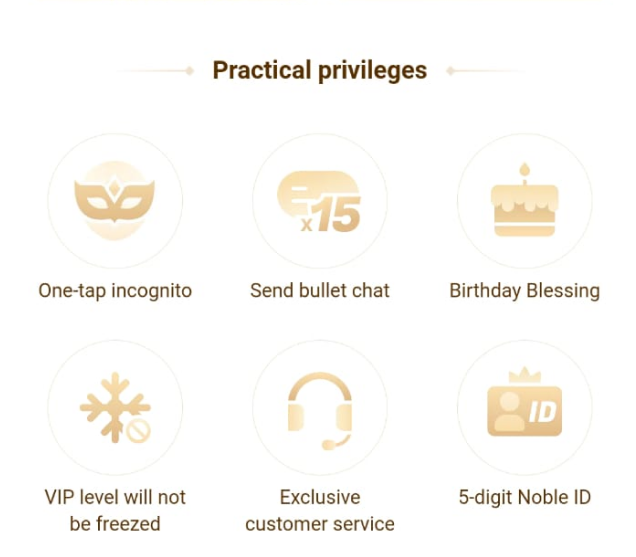 Practical privileges
x15
One-tap incognito
Send bullet chat
Birthday Blessing
ID
VIP level will not
be freezed
Exclusive
customer service
5-digit Noble ID